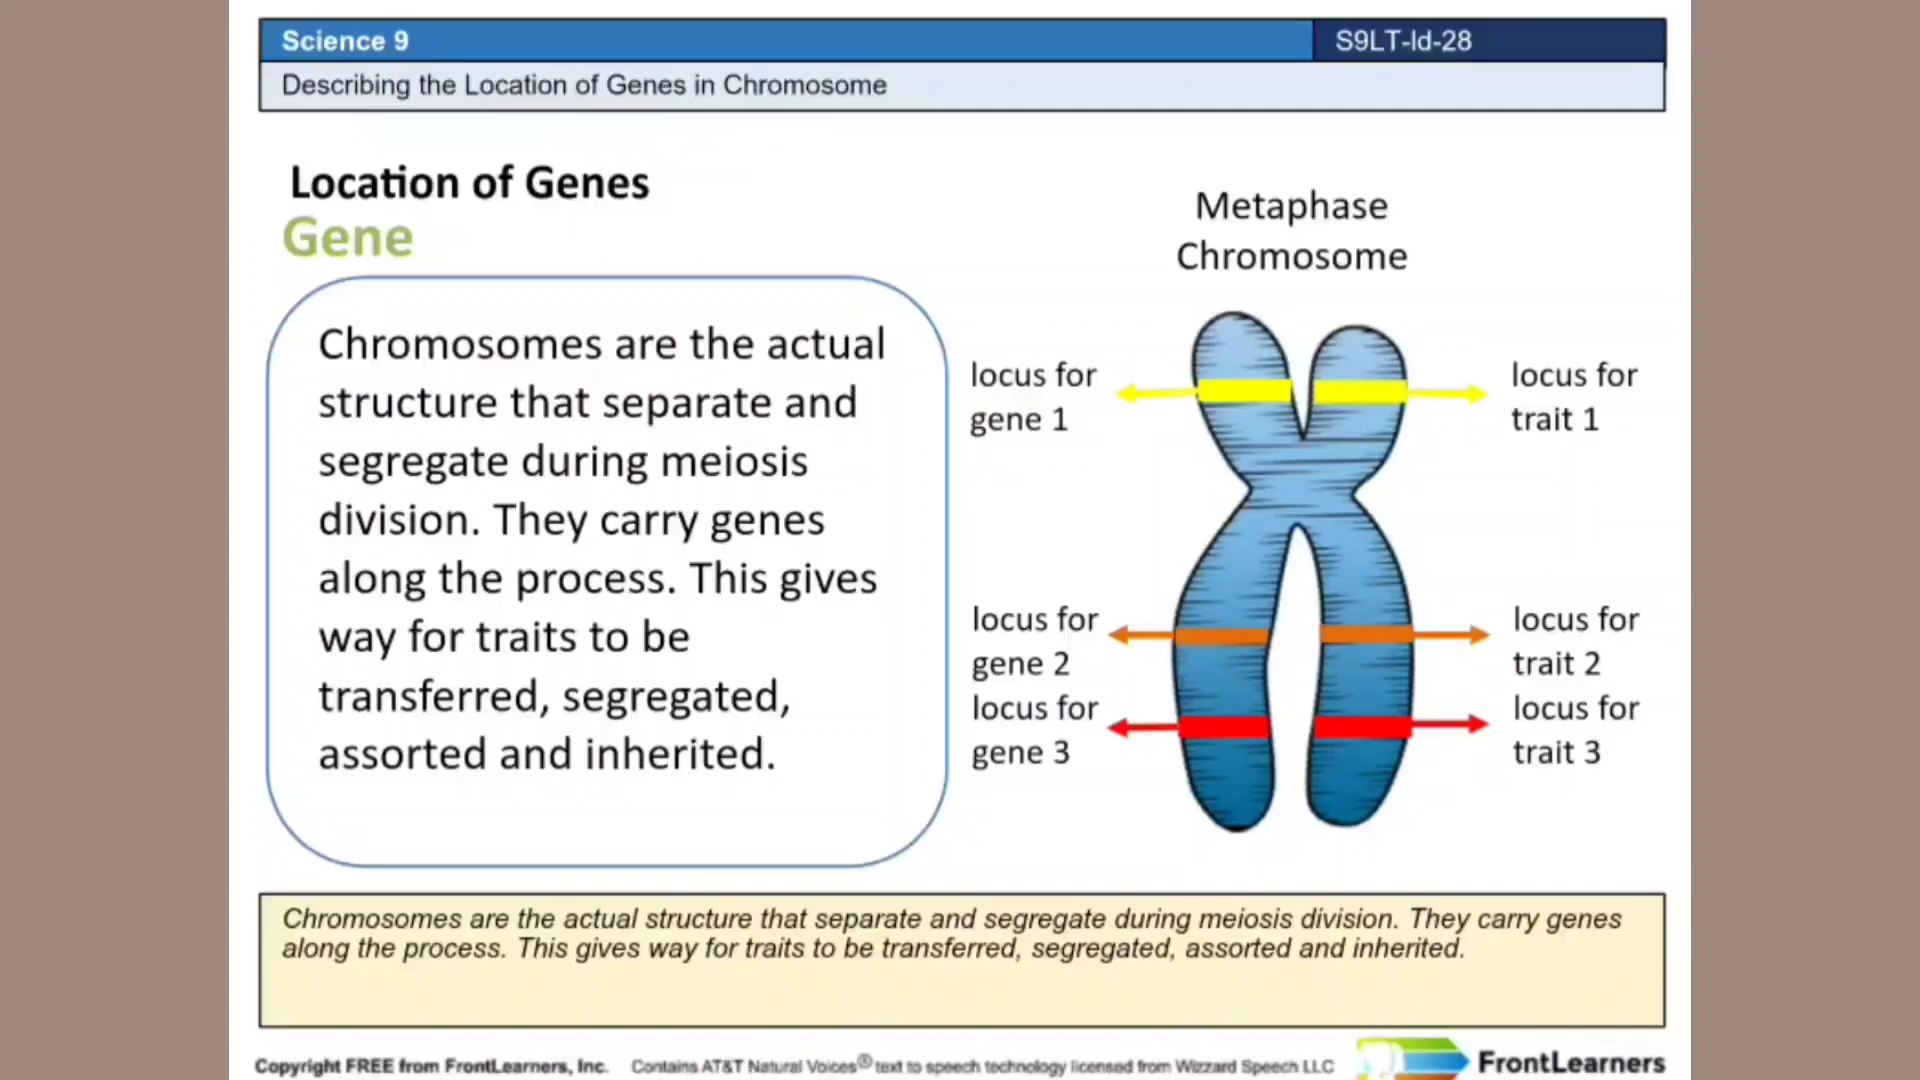 Science 9
S9LT-Id-28
Describing the Location of Genes in Chromosome
Location of Genes
Gene
Chromosomes are the actual
structure that separate and
segregate during meiosis
division. They carry genes
along the process. This gives
way for traits to be
transferred, segregated,
assorted and inherited.
Metaphase
Chromosome
locus for
gene 1
locus for
trait 1
locus for
gene 2
locus for
trait 2
locus for
gene 3
locus for
trait 3
Chromosomes are the actual structure that separate and segregate during meiosis division. They carry genes
along the process. This gives way for traits to be transferred, segregated, assorted and inherited.
Copyright FREE from FrontLearners, Inc.
Contains AT&T Natural Voices® text to speech technology licensed from Wizzard Speech LLC
FrontLearners